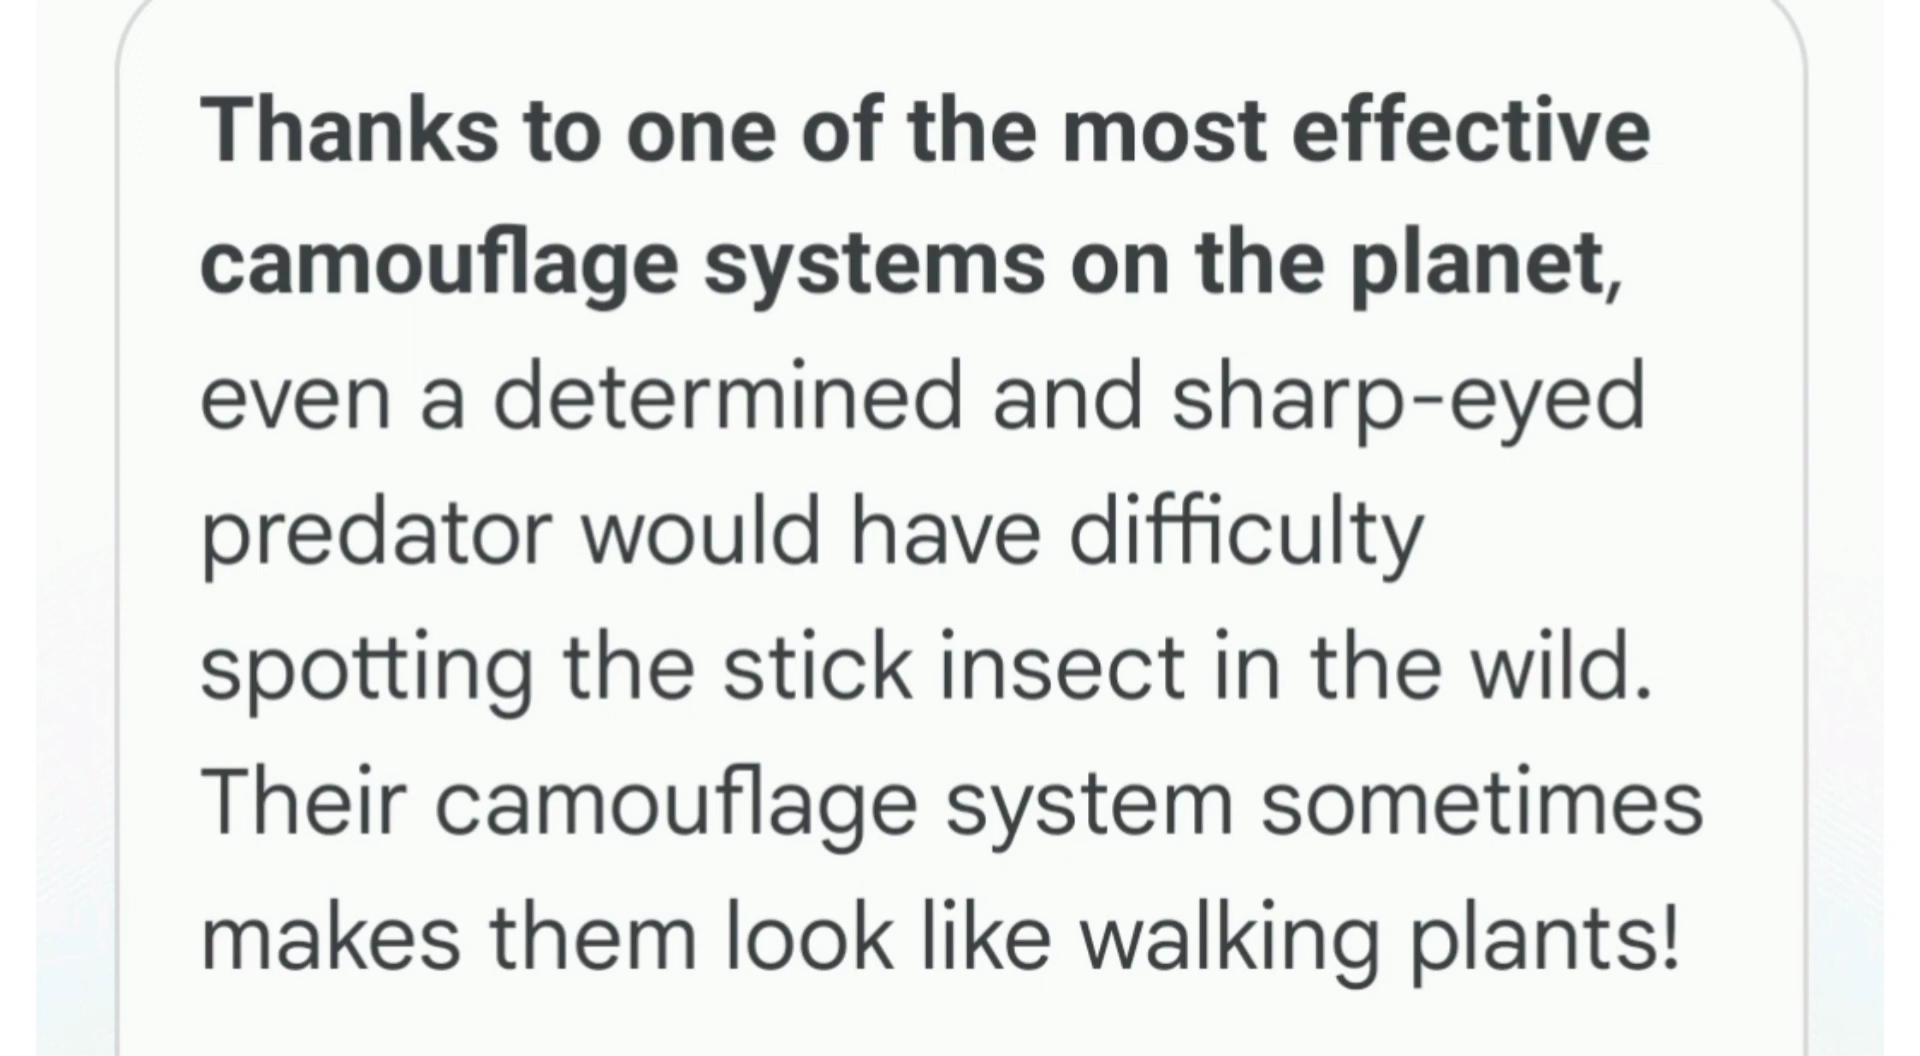 Thanks to one of the most effective
camouflage systems on the planet,
even a determined and sharp-eyed
predator would have difficulty
spotting the stick insect in the wild.
Their camouflage system sometimes
makes them look like walking plants!